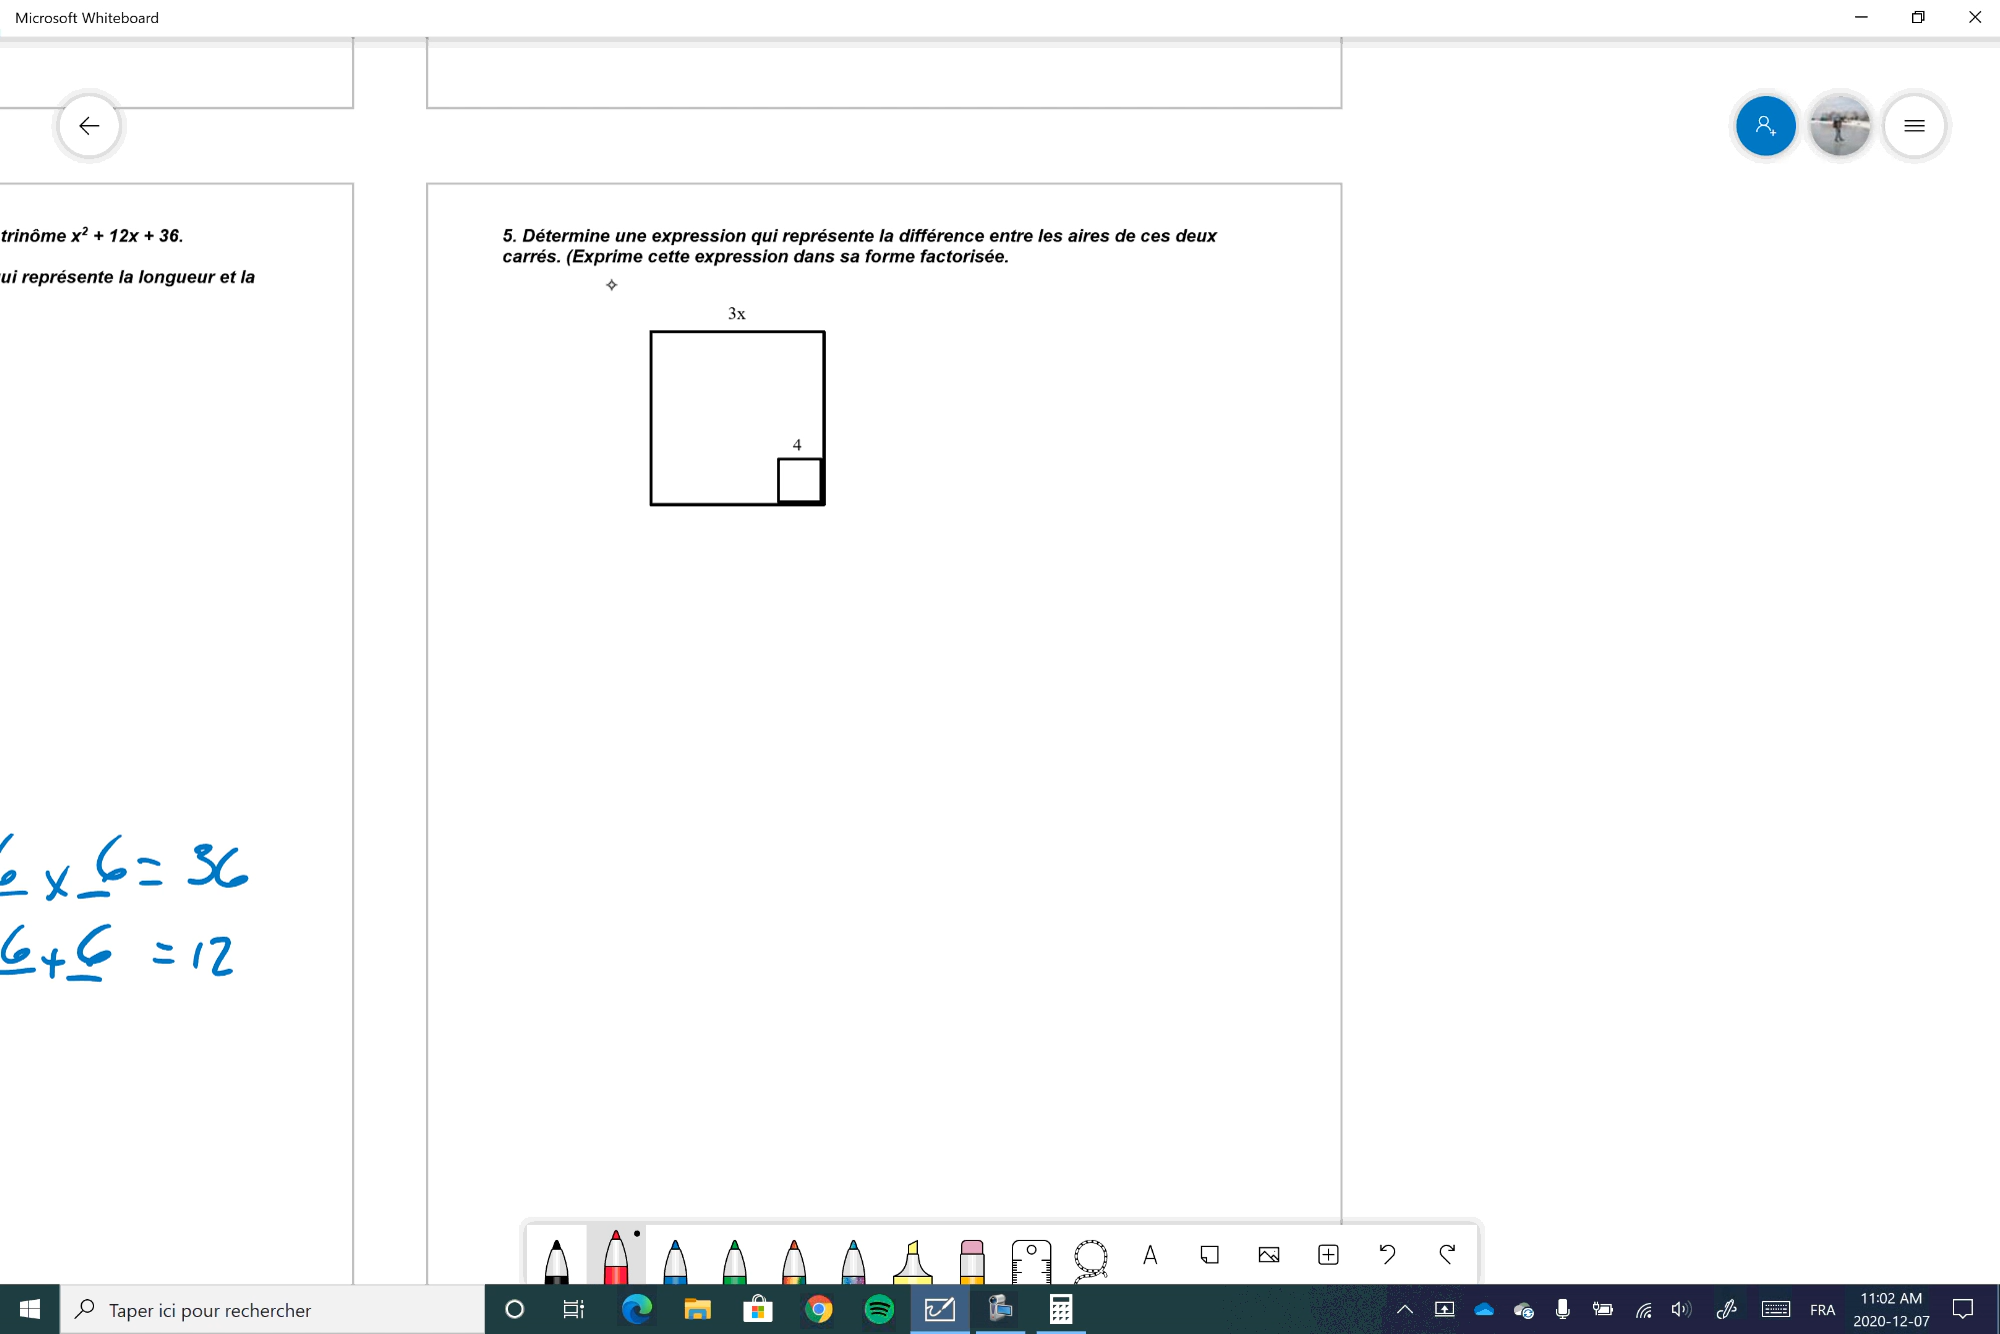 Microsoft Whiteboard
trinôme x² + 12x + 36.
ui représente la longueur et la
6 x 6 = 36
6 + 6 = 12
5. Détermine une expression qui représente la différence entre les aires de ces deux
carrés. (Exprime cette expression dans sa forme factorisée.
3x
4
A
Taper ici pour rechercher
FRA
11:02 AM
2020-12-07